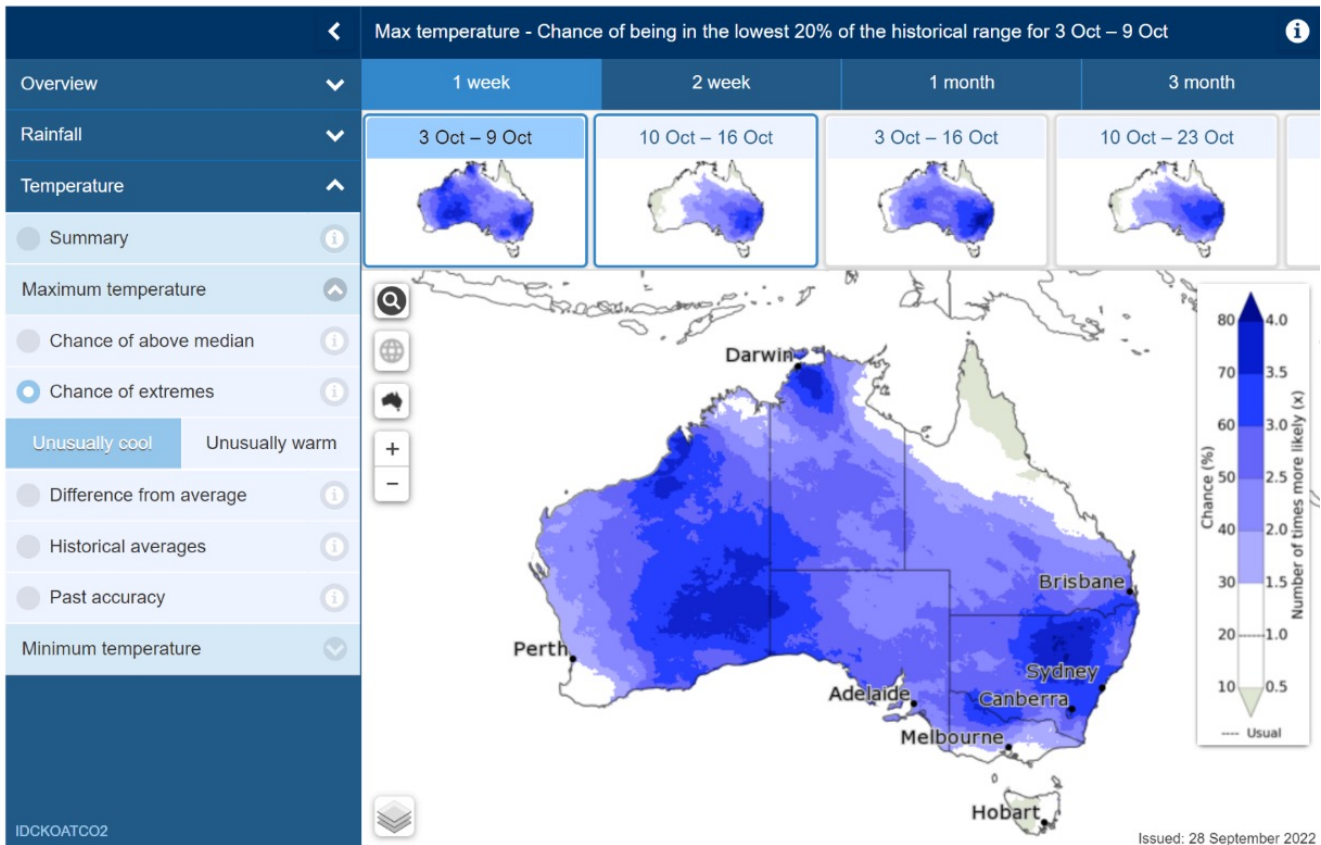 Max temperature - Chance of being in the lowest 20% of the historical range for 3 Oct – 9 Oct
Overview
Rainfall
Temperature
Summary
Maximum temperature
Chance of above median
Chance of extremes
Unusually cool
Unusually warm
Difference from average
Historical averages
Past accuracy
Minimum temperature
IDCKOATCO2
1 week
2 week
1 month
3 month
3 Oct – 9 Oct
10 Oct – 16 Oct
3 Oct – 16 Oct
10 Oct – 23 Oct
+
−
Darwin
Brisbane
Perth
Sydney
Adelaide
Canberra
Melbourne
Hobart
Chance (%)
80
70
60
50
40
30
20
10
4.0
3.5
3.0
2.5
2.0
1.5
1.0
0.5
Number of times more likely (x)
---- Usual
Issued: 28 September 2022